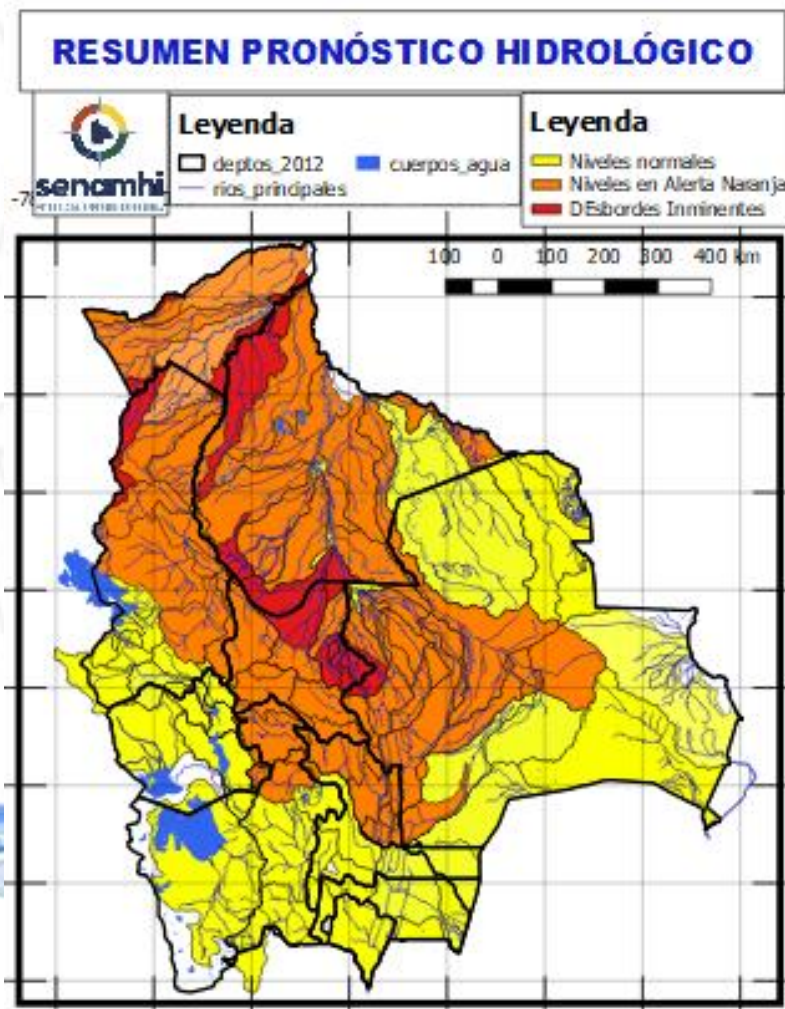 RESUMEN PRONÓSTICO HIDROLÓGICO
senamhi
Leyenda
deptos_2012
cuerpos_agua
rios_principales
Leyenda
Niveles normales
Niveles en Alerta Naranja
DEsbordes Inminentes
100 0 100 200 300 400 km